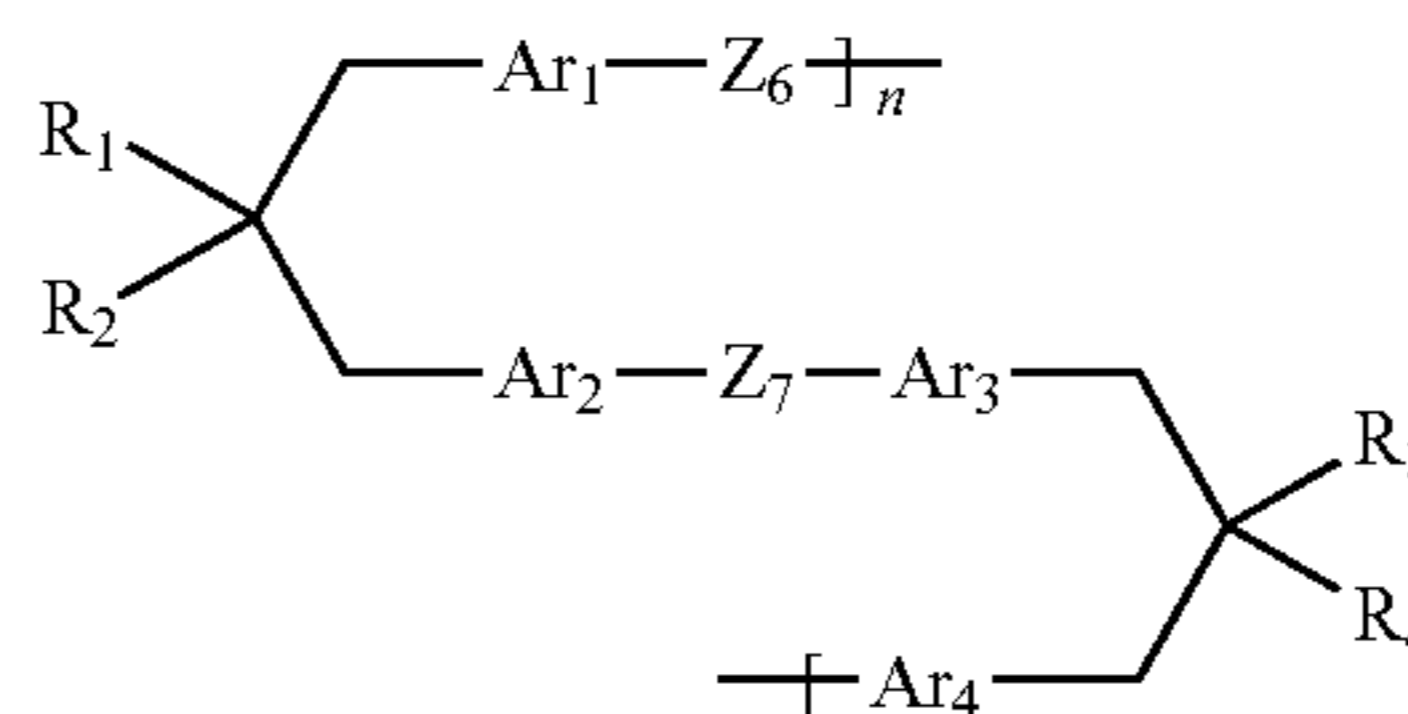 Ar₁ Z₆ ]ₙ
R₁
R₂
Ar₂ Z₇ Ar₃
R
R
[ Ar₄